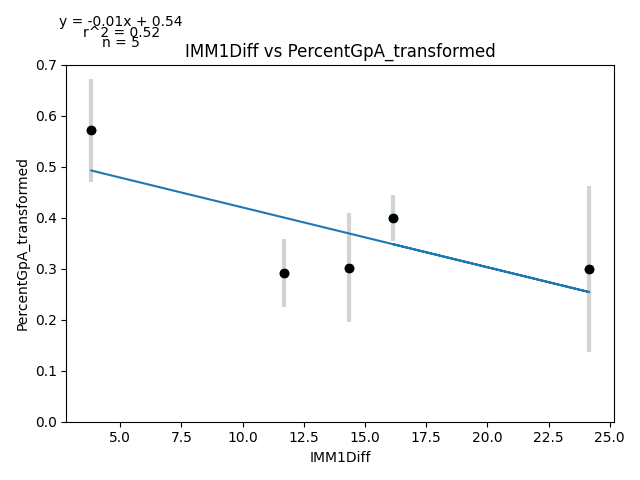 y = -0.01x + 0.54
r^2 = 0.52
n = 5
IMM1Diff vs PercentGpA_transformed
0.7
0.6
0.5
0.4
0.3
0.2
0.1
0.0
PercentGpA_transformed
5.0 7.5 10.0 12.5 15.0 17.5 20.0 22.5 25.0
IMM1Diff